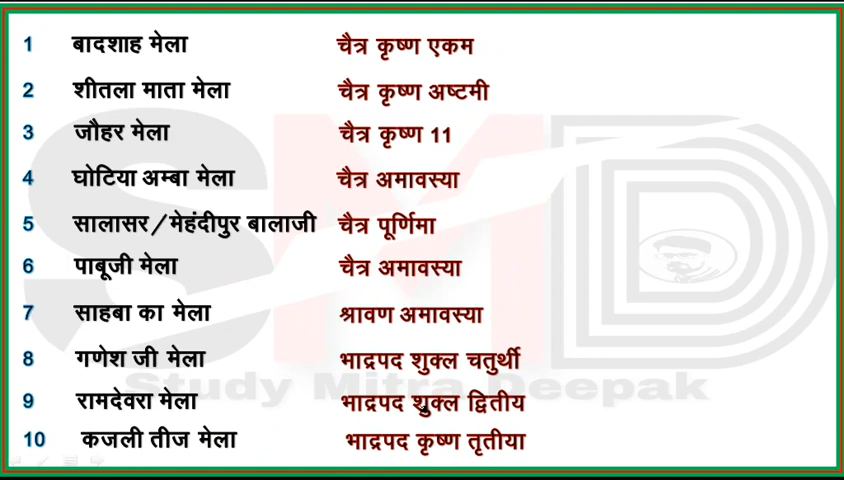 1 बादशाह मेला चैत्र कृष्ण एकम
2 शीतला माता मेला चैत्र कृष्ण अष्टमी
3 जौहर मेला चैत्र कृष्ण 11
4 घोटिया अम्बा मेला चैत्र अमावस्या
5 सालासर/मेहंदीपुर बालाजी चैत्र पूर्णिमा
6 पाबूजी मेला चैत्र अमावस्या
7 साहबा का मेला श्रावण अमावस्या
8 गणेश जी मेला भाद्रपद शुक्ल चतुर्थी
9 रामदेवरा मेला भाद्रपद शुक्ल द्वितीय
10 कजली तीज मेला भाद्रपद कृष्ण तृतीया
SMD
Study Mitra Deepak